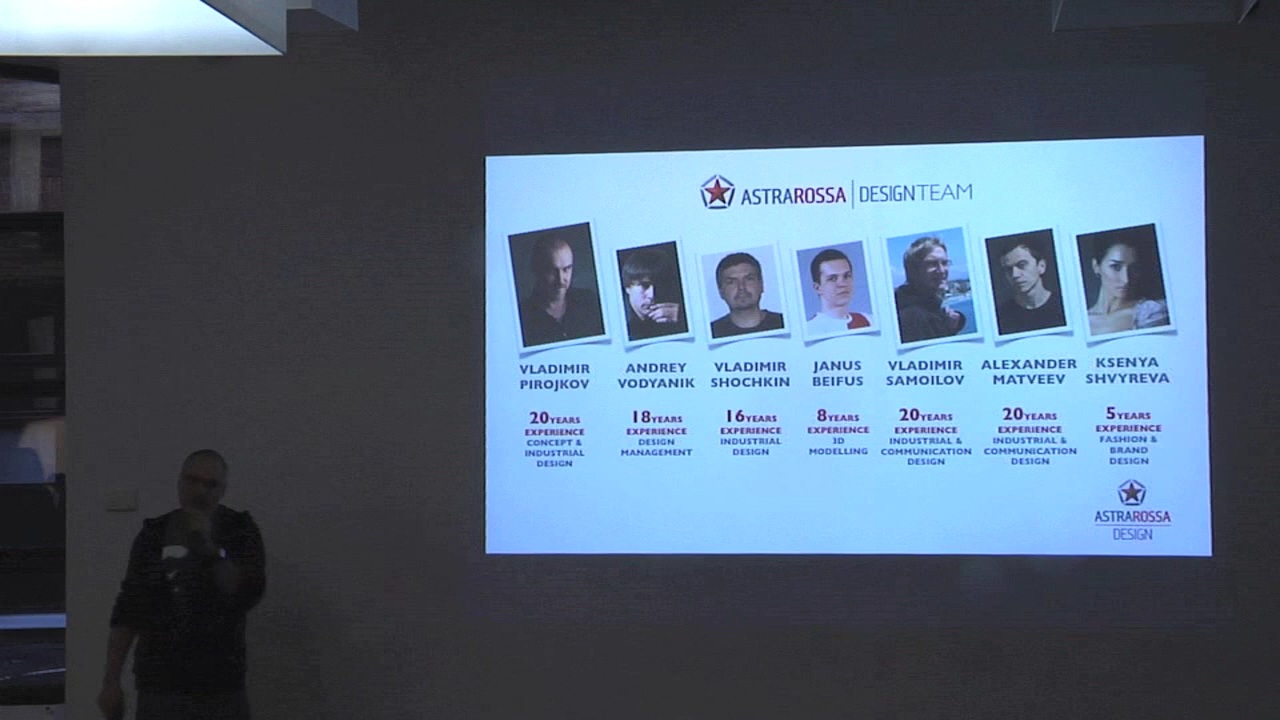 ASTRAROSSA | DESIGNTEAM
VLADIMIR
PIROJKOV
20YEARS
EXPERIENCE
CONCEPT &
INDUSTRIAL
DESIGN
ANDREY
VODYANIK
18YEARS
EXPERIENCE
DESIGN
MANAGEMENT
VLADIMIR
SHOCHKIN
16YEARS
EXPERIENCE
INDUSTRIAL
DESIGN
JANUS
BEIFUS
8YEARS
EXPERIENCE
3D
MODELLING
VLADIMIR
SAMOILOV
20YEARS
EXPERIENCE
INDUSTRIAL &
COMMUNICATION
DESIGN
ALEXANDER
MATVEEV
20YEARS
EXPERIENCE
INDUSTRIAL &
COMMUNICATION
DESIGN
KSENYA
SHVYREVA
5YEARS
EXPERIENCE
FASHION &
BRAND
DESIGN
ASTRAROSSA
DESIGN